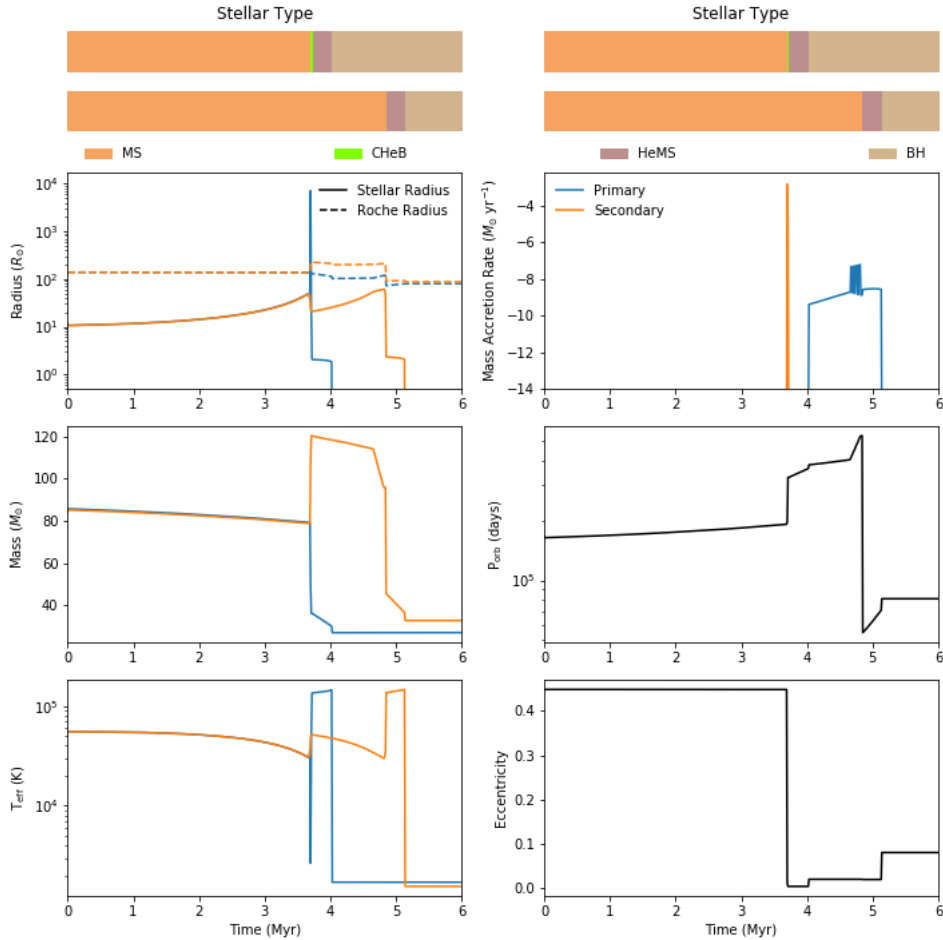 Stellar Type
Stellar Type
MS
CHeB
HeMS
BH
10⁴
10³
10²
10¹
10⁰
Radius (R⊙)
Stellar Radius
Roche Radius
0 1 2 3 4 5 6
−4
−6
−8
−10
−12
−14
Mass Accretion Rate (M⊙ yr⁻¹)
Primary
Secondary
0 1 2 3 4 5 6
120
100
80
60
40
Mass (M⊙)
0 1 2 3 4 5 6
10⁵
P_orb (days)
0 1 2 3 4 5 6
10⁵
10⁴
T_eff (K)
0 1 2 3 4 5 6
Time (Myr)
0.4
0.3
0.2
0.1
0.0
Eccentricity
0 1 2 3 4 5 6
Time (Myr)